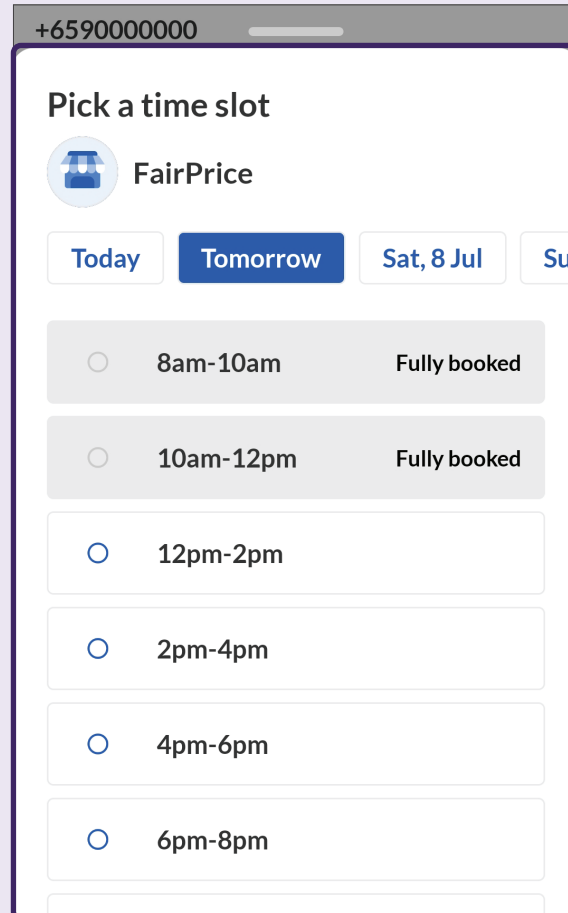 +6590000000
Pick a time slot
FairPrice
Today Tomorrow Sat, 8 Jul Su
8am-10am Fully booked
10am-12pm Fully booked
12pm-2pm
2pm-4pm
4pm-6pm
6pm-8pm